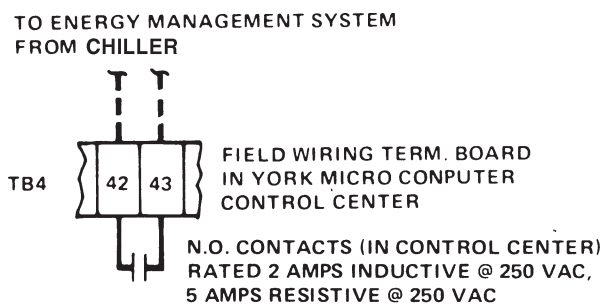 TO ENERGY MANAGEMENT SYSTEM
FROM CHILLER
TB4
42
43
FIELD WIRING TERM. BOARD
IN YORK MICRO CONPUTER
CONTROL CENTER
N.O. CONTACTS (IN CONTROL CENTER)
RATED 2 AMPS INDUCTIVE @ 250 VAC,
5 AMPS RESISTIVE @ 250 VAC